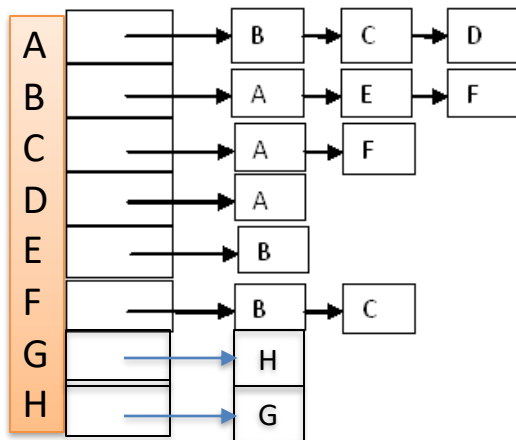 A B C D
B A E F
C A F
D A
E B
F B C
G H
H G